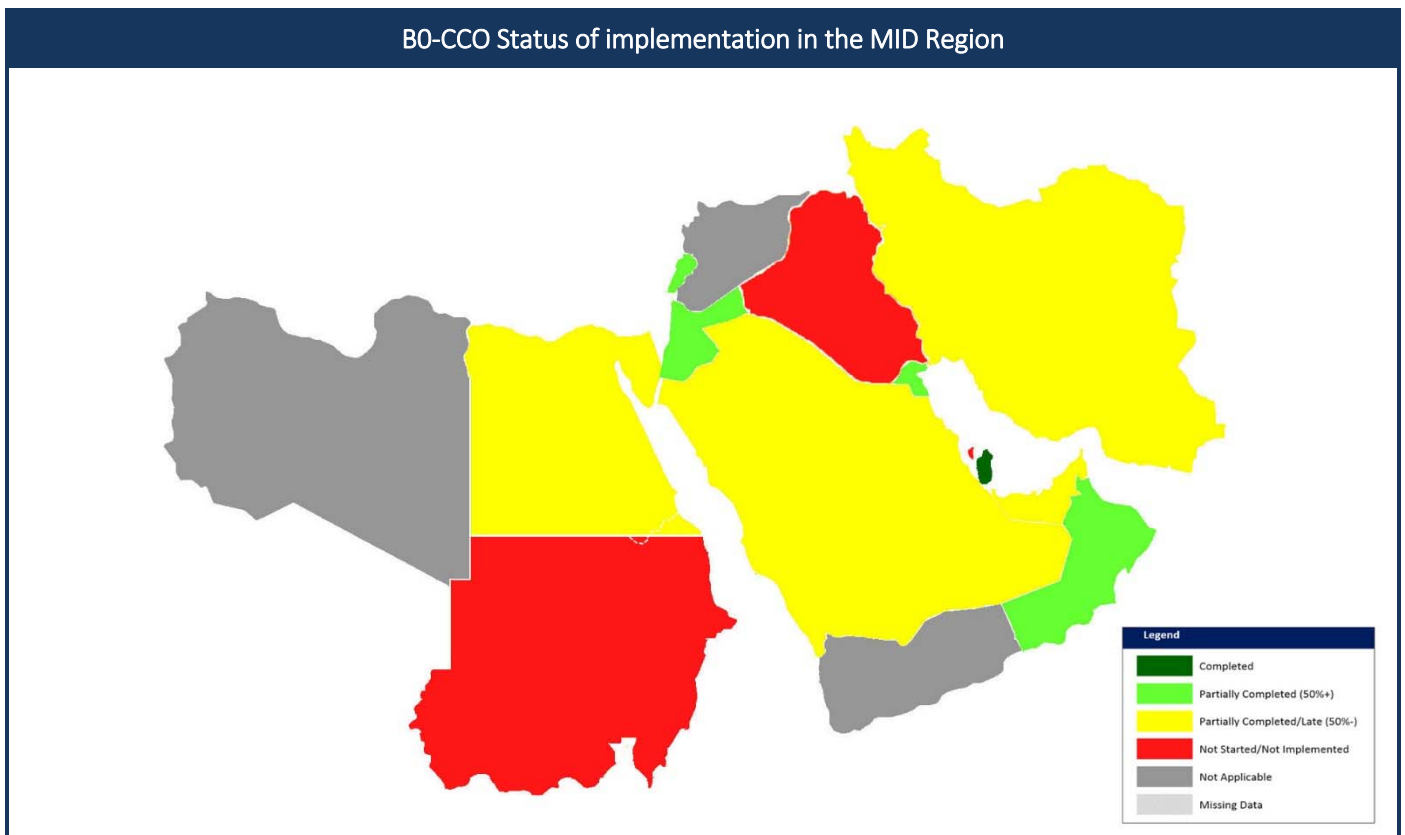 B0-CCO Status of implementation in the MID Region
Legend
Completed
Partially Completed (50%+)
Partially Completed/Late (50%-)
Not Started/Not Implemented
Not Applicable
Missing Data